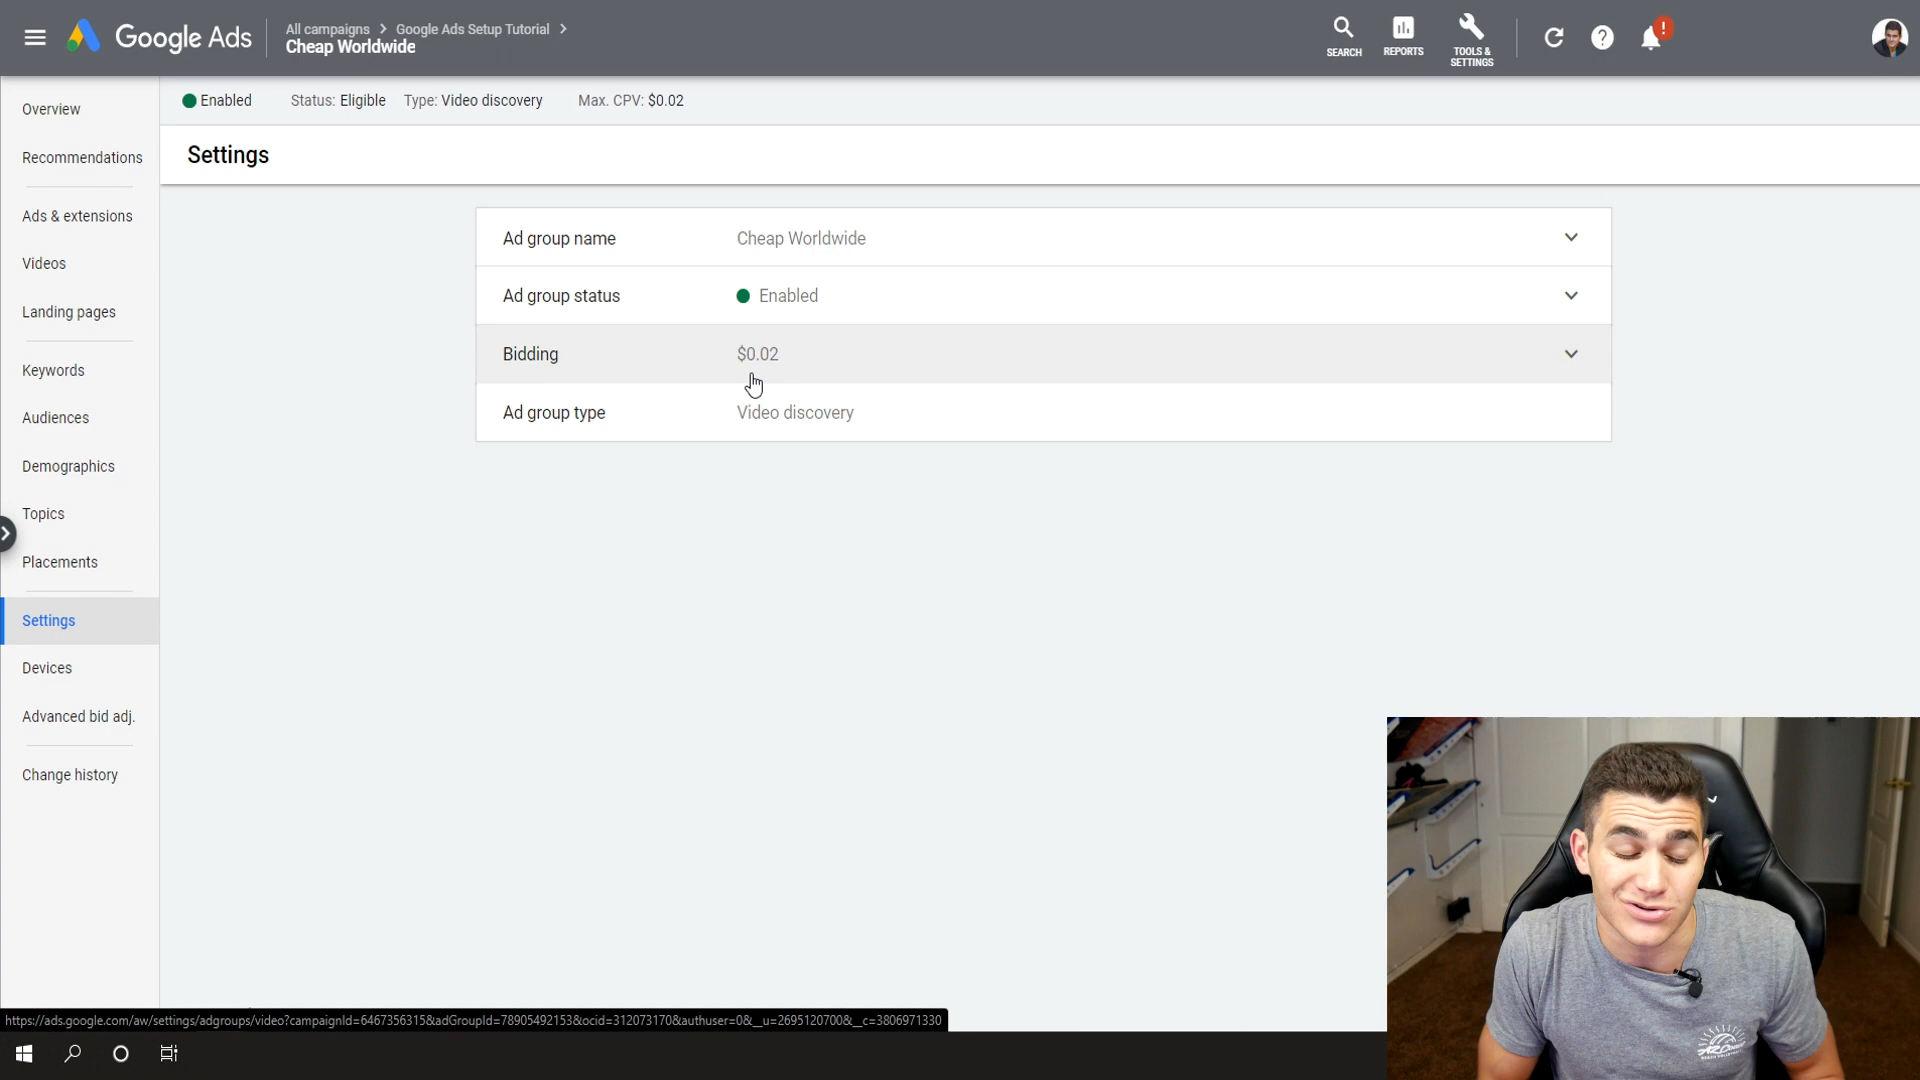 Google Ads
All campaigns > Google Ads Setup Tutorial >
Cheap Worldwide
SEARCH
REPORTS
TOOLS &
SETTINGS
!
Enabled Status: Eligible Type: Video discovery Max. CPV: $0.02
Settings
Overview
Recommendations
Ads & extensions
Videos
Landing pages
Keywords
Audiences
Demographics
Topics
Placements
Settings
Devices
Advanced bid adj.
Change history
Ad group name Cheap Worldwide
Ad group status Enabled
Bidding $0.02
Ad group type Video discovery
https://ads.google.com/aw/settings/adgroups/video?campaignId=6467356315&adGroupId=78905492153&ocid=312073170&authuser=0&__u=2695120700&__c=3806971330